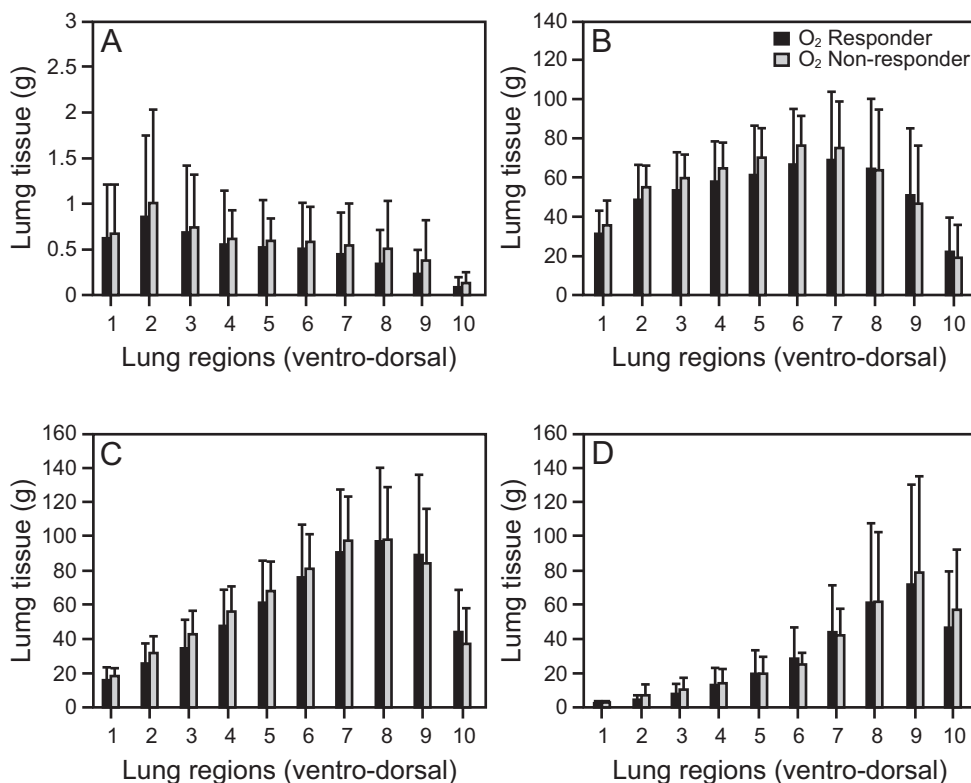 A
Lumg tissue (g)
3
2.5
2
1.5
1
0.5
0
1 2 3 4 5 6 7 8 9 10
Lung regions (ventro-dorsal)
B
O₂ Responder
O₂ Non-responder
Lumg tissue (g)
140
120
100
80
60
40
20
0
1 2 3 4 5 6 7 8 9 10
Lung regions (ventro-dorsal)
C
Lumg tissue (g)
160
140
120
100
80
60
40
20
0
1 2 3 4 5 6 7 8 9 10
Lung regions (ventro-dorsal)
D
Lumg tissue (g)
160
140
120
100
80
60
40
20
0
1 2 3 4 5 6 7 8 9 10
Lung regions (ventro-dorsal)